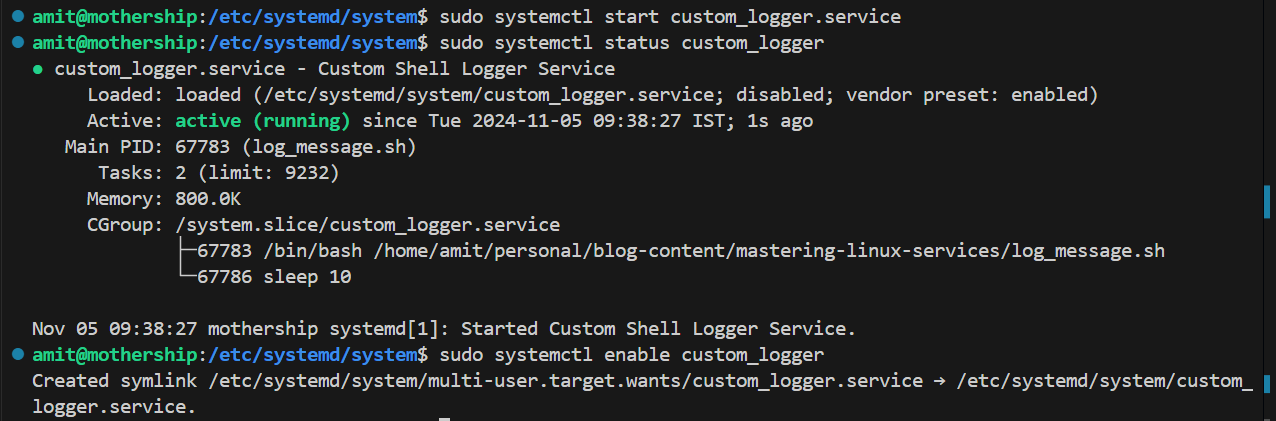 amit@mothership:/etc/systemd/system$ sudo systemctl start custom_logger.service
amit@mothership:/etc/systemd/system$ sudo systemctl status custom_logger
● custom_logger.service - Custom Shell Logger Service
     Loaded: loaded (/etc/systemd/system/custom_logger.service; disabled; vendor preset: enabled)
     Active: active (running) since Tue 2024-11-05 09:38:27 IST; 1s ago
   Main PID: 67783 (log_message.sh)
      Tasks: 2 (limit: 9232)
     Memory: 800.0K
     CGroup: /system.slice/custom_logger.service
             ├─67783 /bin/bash /home/amit/personal/blog-content/mastering-linux-services/log_message.sh
             └─67786 sleep 10

Nov 05 09:38:27 mothership systemd[1]: Started Custom Shell Logger Service.
amit@mothership:/etc/systemd/system$ sudo systemctl enable custom_logger
Created symlink /etc/systemd/system/multi-user.target.wants/custom_logger.service → /etc/systemd/system/custom_
logger.service.